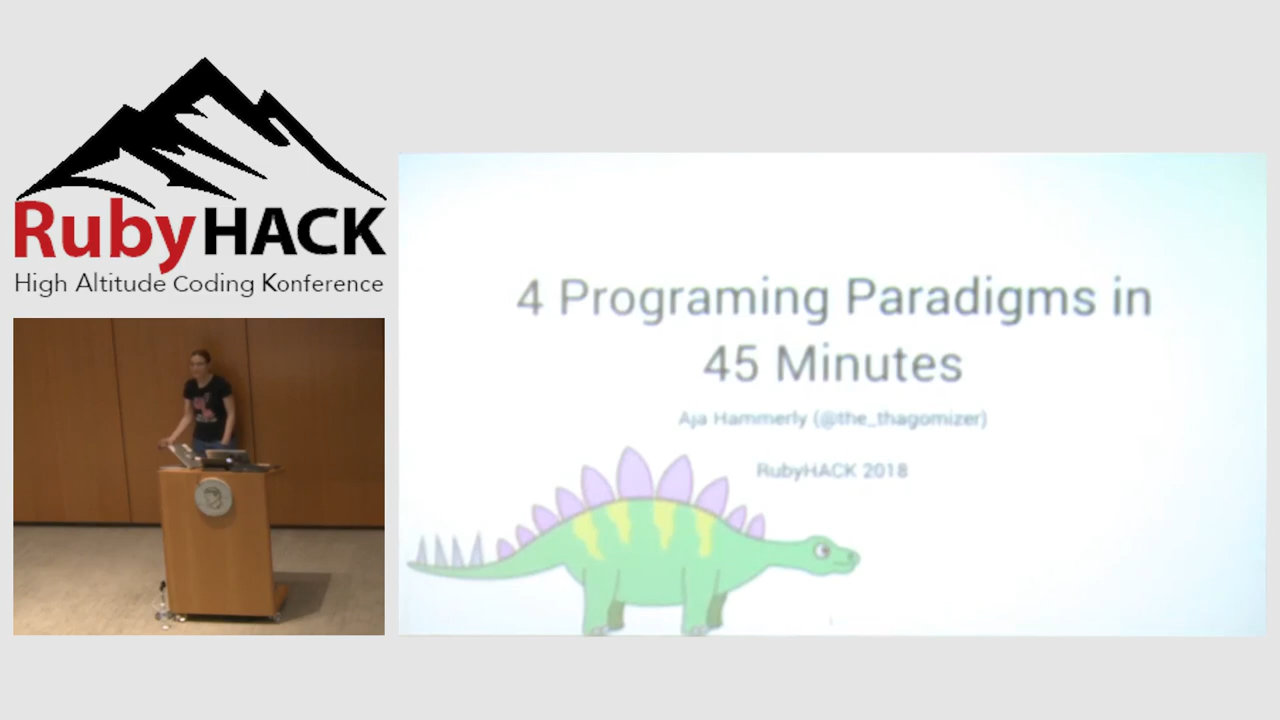 RubyHACK
High Altitude Coding Konference
4 Programing Paradigms in
45 Minutes
Aja Hammerly (@the_thagomizer)
RubyHACK 2018